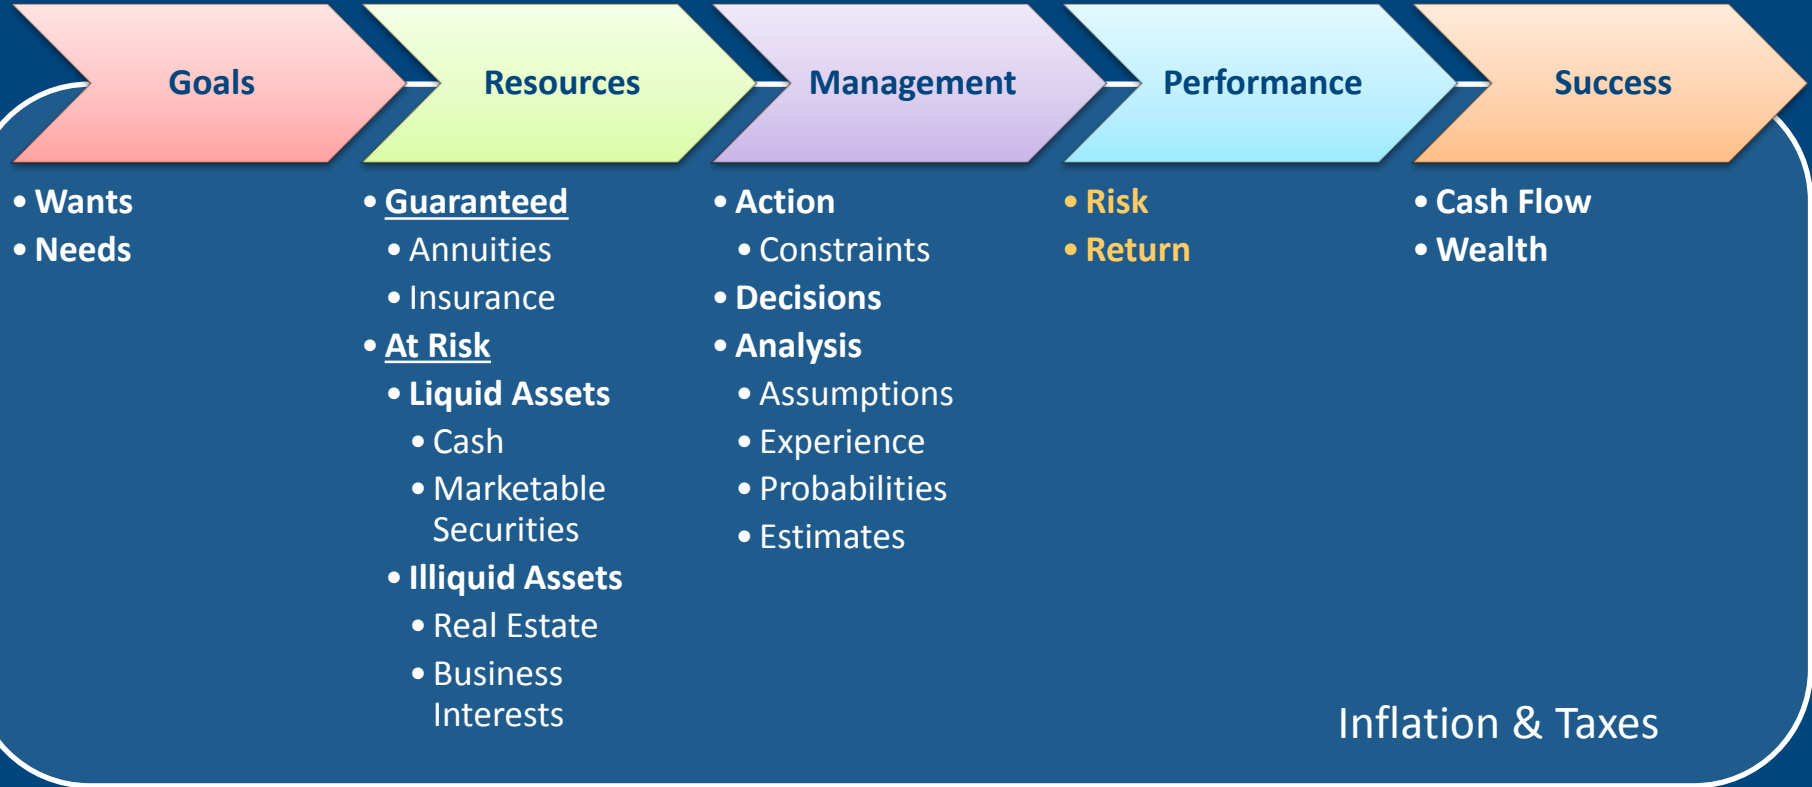 Goals
Resources
Management
Performance
Success
• Wants
• Needs
• Guaranteed
• Annuities
• Insurance
• At Risk
• Liquid Assets
• Cash
• Marketable
Securities
• Illiquid Assets
• Real Estate
• Business
Interests
• Action
• Constraints
• Decisions
• Analysis
• Assumptions
• Experience
• Probabilities
• Estimates
• Risk
• Return
• Cash Flow
• Wealth
Inflation & Taxes